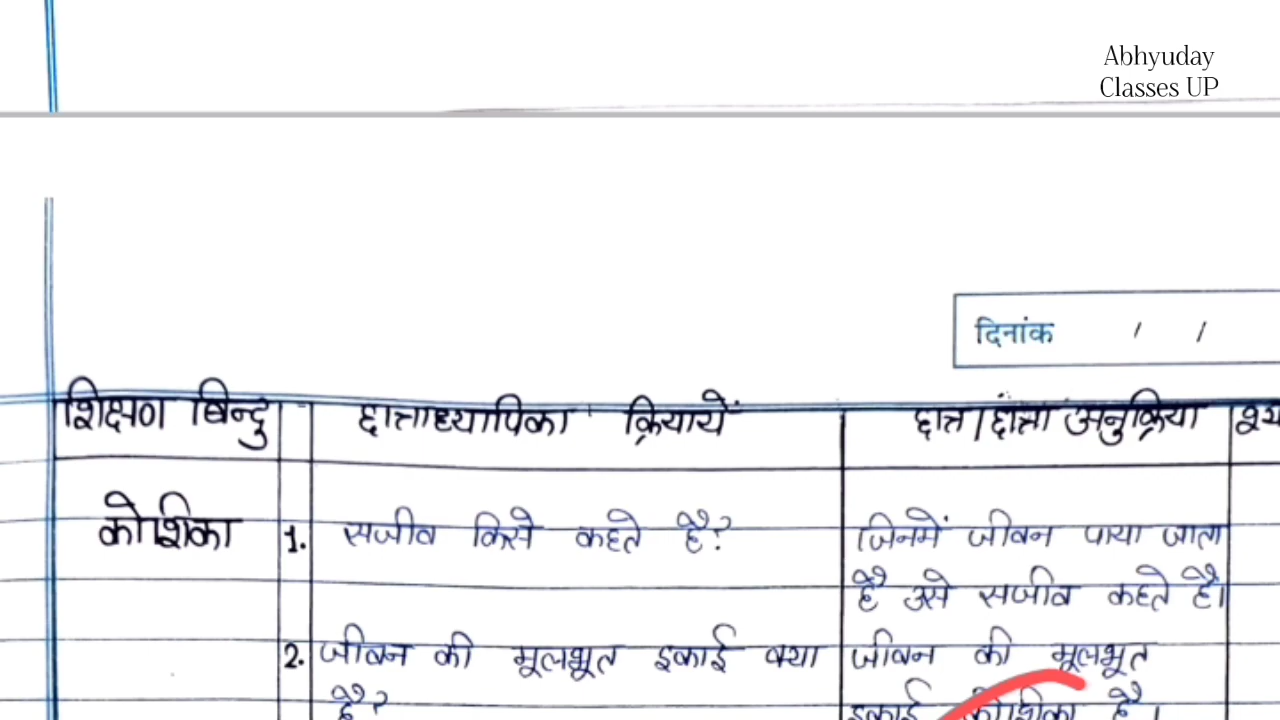 Abhyuday
Classes UP
दिनांक / /
शिक्षण बिन्दु छात्राध्यापिका क्रियायें छात्र/छात्रा अनुक्रिया
कोशिका 1. सजीव किसे कहते है? जिनमें जीवन पाया जाता
है उसे सजीव कहते है।
2. जीवन की मूलभूत इकाई क्या जीवन की मूलभूत
है? इकाई कोशिका है।